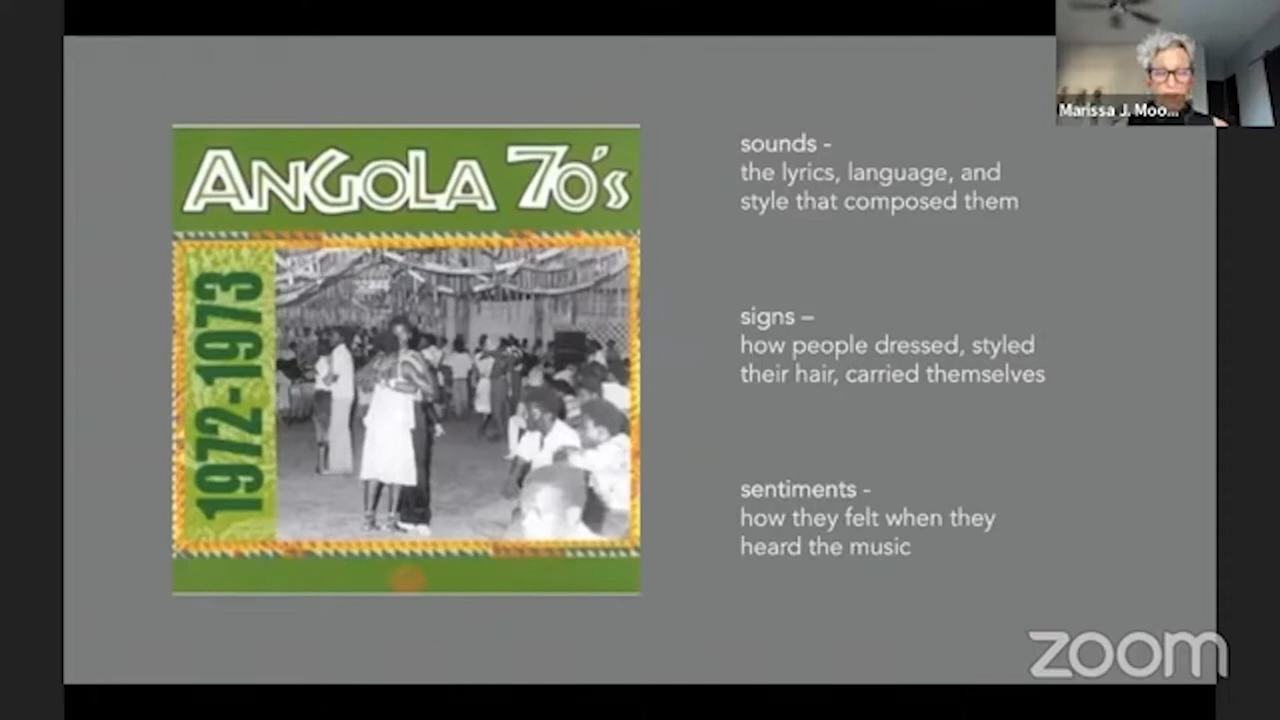 ANGOLA 70's
1972-1973
sounds -
the lyrics, language, and
style that composed them
signs –
how people dressed, styled
their hair, carried themselves
sentiments -
how they felt when they
heard the music
Marissa J. Moo...
zoom